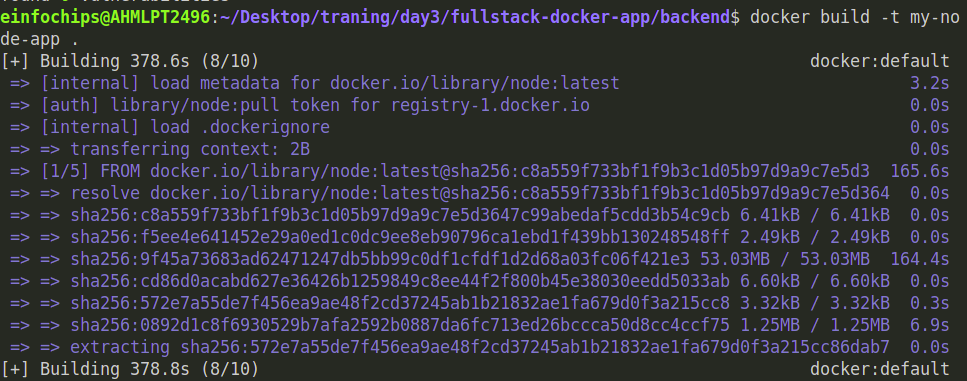 einfochips@AHMLPT2496:~/Desktop/traning/day3/fullstack-docker-app/backend$ docker build -t my-no
de-app .
[+] Building 378.6s (8/10) docker:default
=> [internal] load metadata for docker.io/library/node:latest 3.2s
=> [auth] library/node:pull token for registry-1.docker.io 0.0s
=> [internal] load .dockerignore 0.0s
=> => transferring context: 2B 0.0s
=> [1/5] FROM docker.io/library/node:latest@sha256:c8a559f733bf1f9b3c1d05b97d9a9c7e5d3 165.6s
=> => resolve docker.io/library/node:latest@sha256:c8a559f733bf1f9b3c1d05b97d9a9c7e5d364 0.0s
=> => sha256:c8a559f733bf1f9b3c1d05b97d9a9c7e5d3647c99abedaf5cdd3b54c9cb 6.41kB / 6.41kB 0.0s
=> => sha256:f5ee4e641452e29a0ed1c0dc9ee8eb90796ca1ebd1f439bb130248548ff 2.49kB / 2.49kB 0.0s
=> => sha256:9f45a73683ad62471247db5bb99c0df1cfdf1d2d68a03fc06f421e3 53.03MB / 53.03MB 164.4s
=> => sha256:cd86d0acabd627e36426b1259849c8ee44f2f800b45e38030eedd5033ab 6.60kB / 6.60kB 0.0s
=> => sha256:572e7a55de7f456ea9ae48f2cd37245ab1b21832ae1fa679d0f3a215cc8 3.32kB / 3.32kB 0.3s
=> => sha256:0892d1c8f6930529b7afa2592b0887da6fc713ed26bccca50d8cc4ccf75 1.25MB / 1.25MB 6.9s
=> => extracting sha256:572e7a55de7f456ea9ae48f2cd37245ab1b21832ae1fa679d0f3a215cc86dab7 0.0s
[+] Building 378.8s (8/10) docker:default